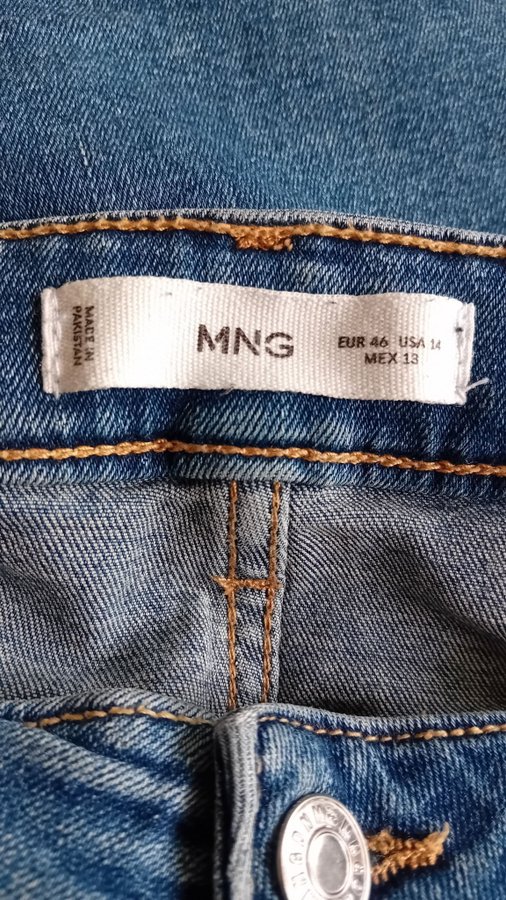 MADE IN
PAKISTAN
MNG
EUR 46 USA 14
MEX 13